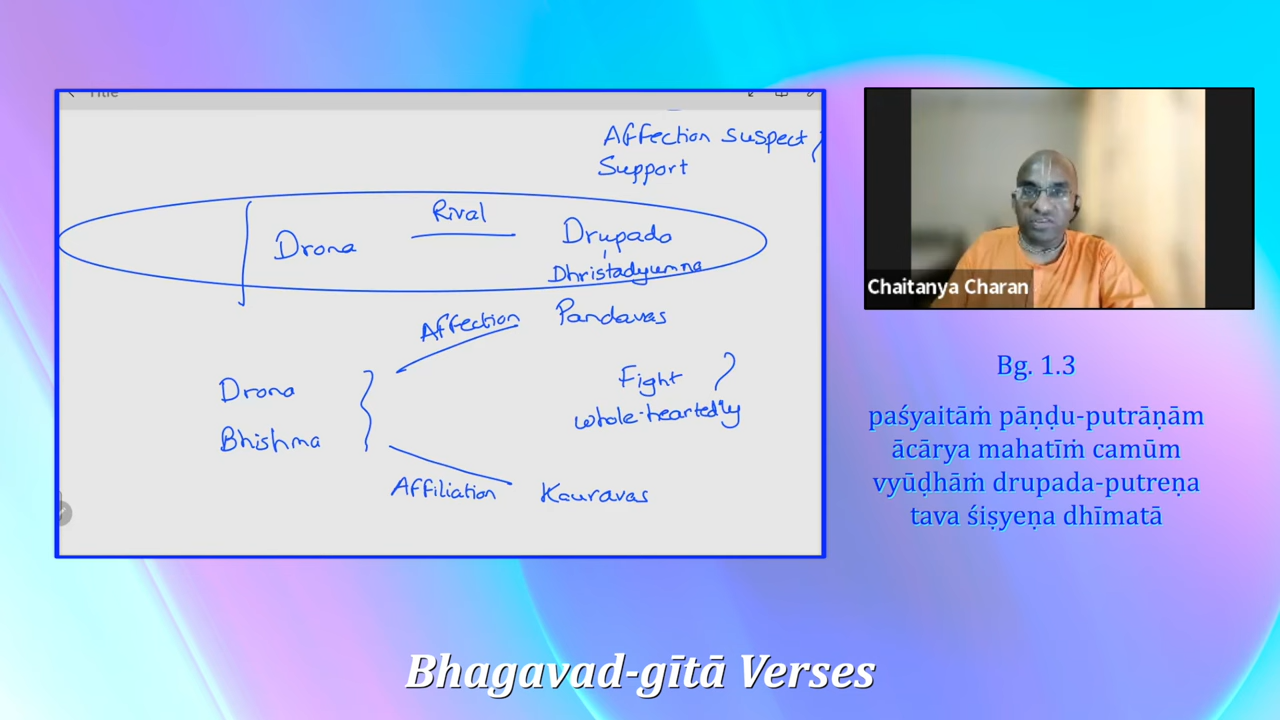 Title
Affection suspect ?
Support
Rival
Drona
Drupada
Dhristadyumna
Affection
Pandavas
Drona
Bhishma
Fight ?
whole-heartedly
Affiliation
Kauravas
Chaitanya Charan
Bg. 1.3
paśyaitāṁ pāṇḍu-putrāṇām
ācārya mahatīṁ camūm
vyūḍhāṁ drupada-putreṇa
tava śiṣyeṇa dhīmatā
Bhagavad-gītā Verses